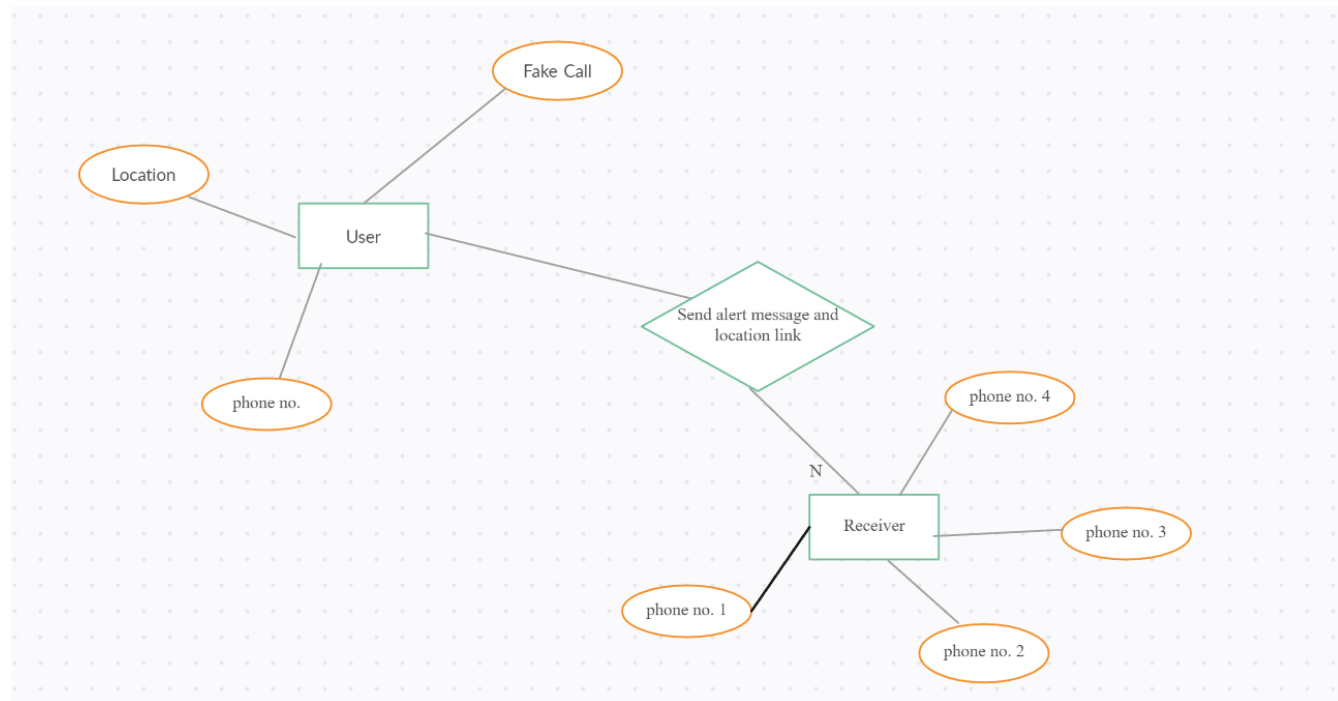 Fake Call
Location
User
Send alert message and
location link
phone no. 4
phone no.
N
Receiver
phone no. 3
phone no. 1
phone no. 2